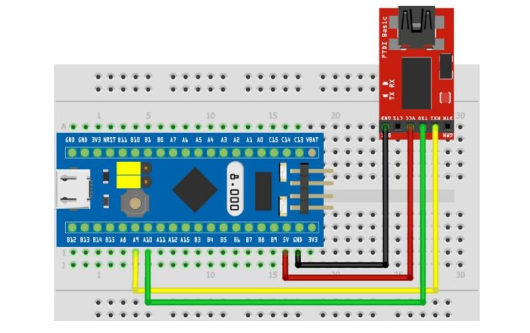 FTDI Basic
TX RX
GND CTS VCC TXO RXI DTR
BLK GRN
1 5 10 15 20 25 30
A
GND GND 3V3 NRST B11 B10 B1 B0 A7 A6 A5 A4 A3 A2 A1 A0 C15 C14 C13 VBAT
8.000
B12 B13 B14 B15 A8 A9 A10 A11 A12 A15 B3 B4 B5 B6 B7 B8 B9 5V GND 3V3
I
J
1 10 15 20 30